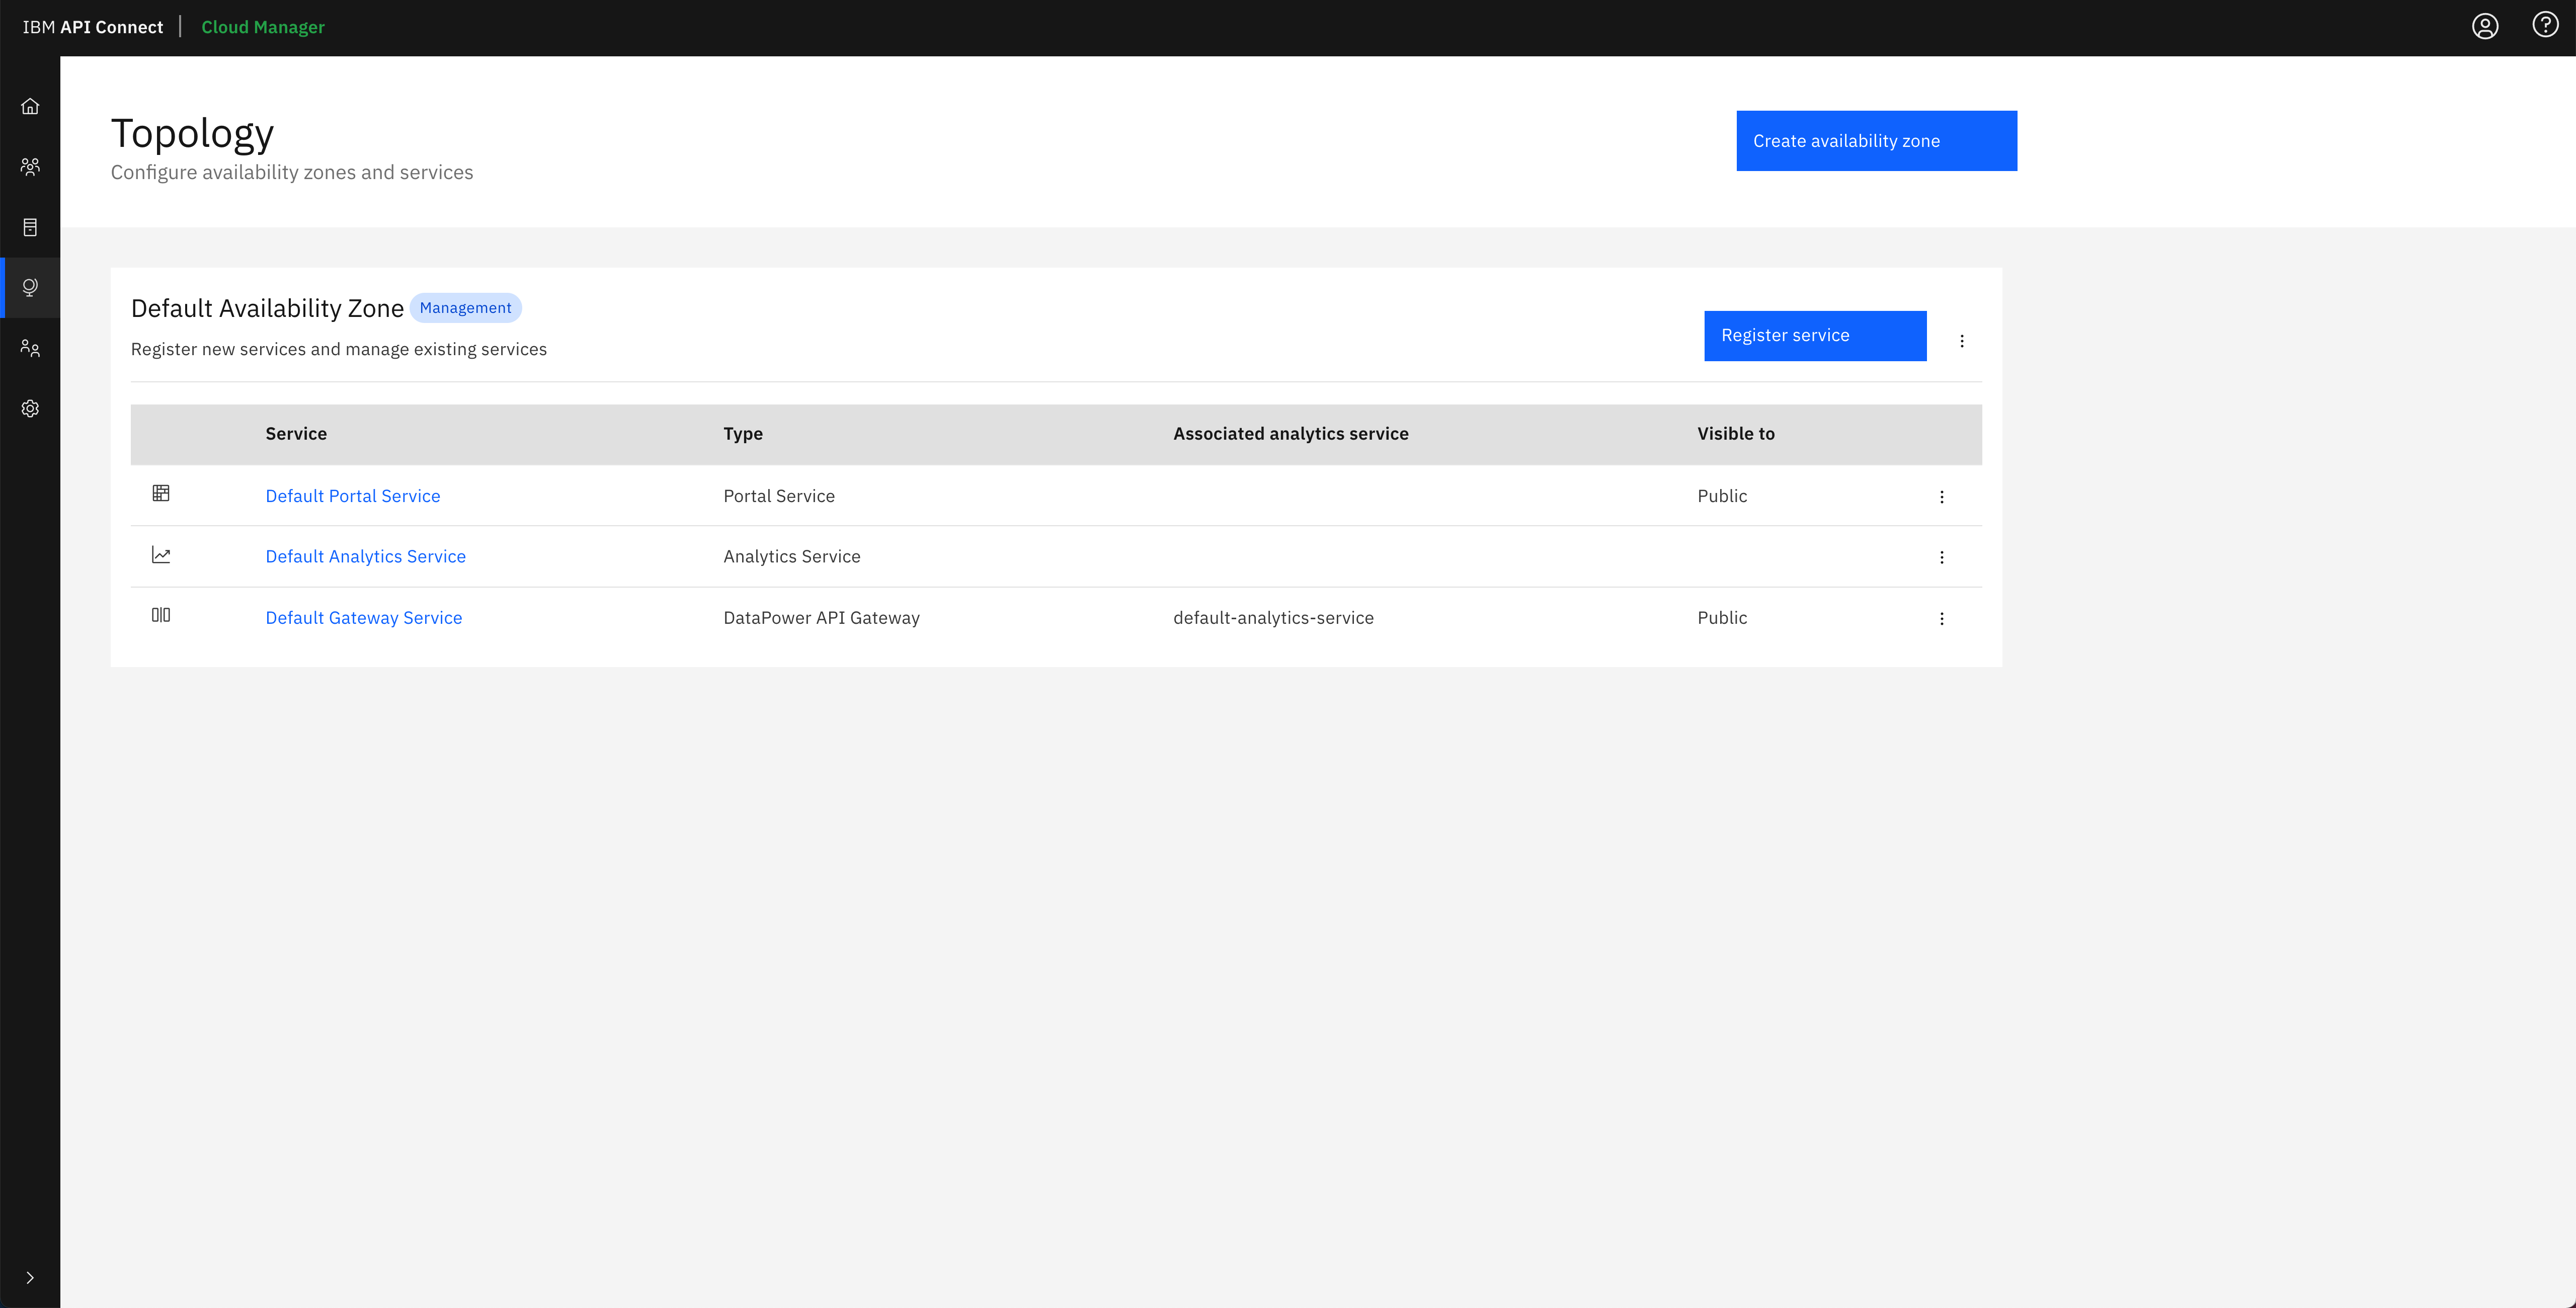 IBM API Connect | Cloud Manager
Topology
Configure availability zones and services
Create availability zone
Default Availability Zone Management
Register new services and manage existing services
Register service
Service Type Associated analytics service Visible to
Default Portal Service Portal Service Public
Default Analytics Service Analytics Service
Default Gateway Service DataPower API Gateway default-analytics-service Public